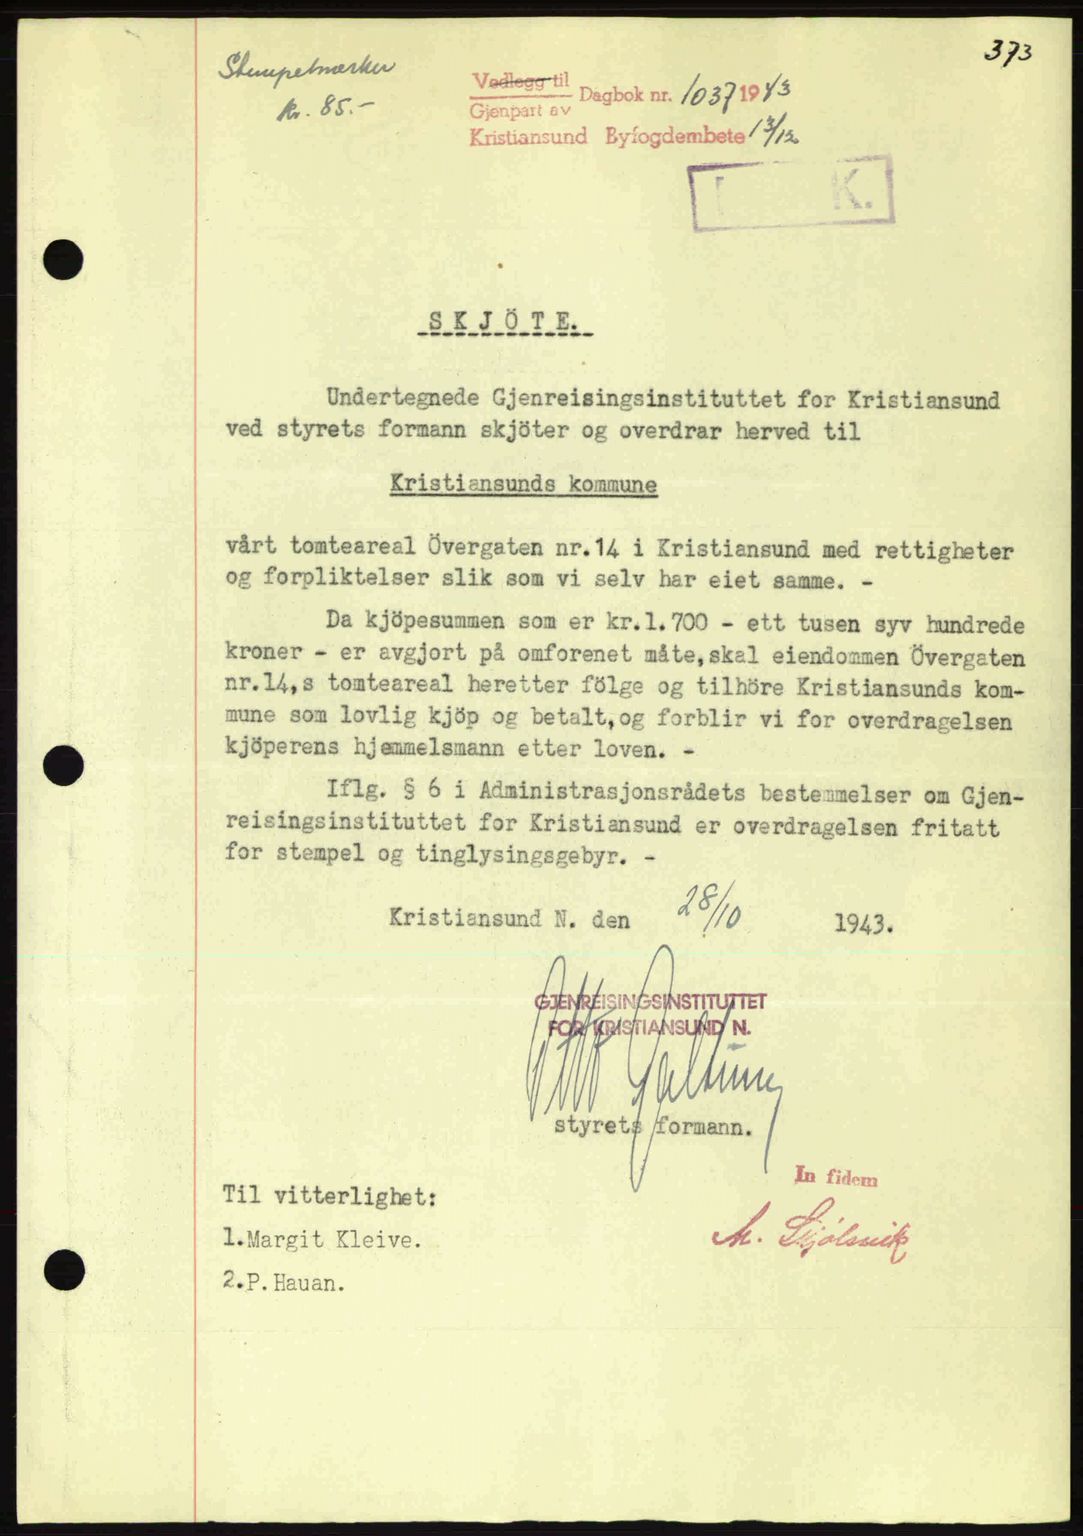 373
Stempelmerker
kr. 85.-
Vedlegg til
Gjenpart av
Dagbok nr. 1037 1943
Kristiansund Byfogdembete 13/12
K.
SKJÖTE.
Undertegnede Gjenreisingsinstituttet for Kristiansund
ved styrets formann skjöter og overdrar herved til
Kristiansunds kommune
vårt tomteareal Övergaten nr.14 i Kristiansund med rettigheter
og forpliktelser slik som vi selv har eiet samme. -
Da kjöpesummen som er kr.1.700 - ett tusen syv hundrede
kroner - er avgjort på omforenet måte,skal eiendommen Övergaten
nr.14,s tomteareal heretter fölge og tilhöre Kristiansunds kom-
mune som lovlig kjöp og betalt,og forblir vi for overdragelsen
kjöperens hjemmelsmann etter loven. -
Iflg. § 6 i Administrasjonsrådets bestemmelser om Gjen-
reisingsinstituttet for Kristiansund er overdragelsen fritatt
for stempel og tinglysingsgebyr. -
Kristiansund N. den 28/10 1943.
GJENREISINGSINSTITUTTET
FOR KRISTIANSUND N.
Otto Galtung
styrets formann.
In fidem
Til vitterlighet:
1.Margit Kleive.
2.P. Hauan.